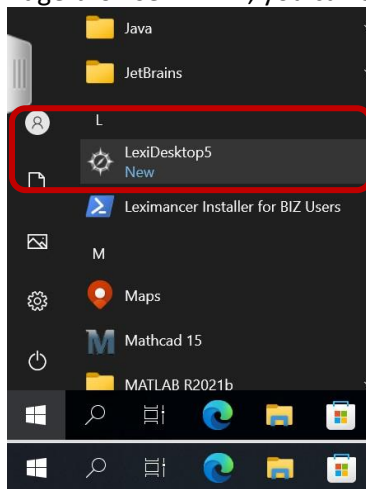 Java
JetBrains
L
LexiDesktop5
New
Leximancer Installer for BIZ Users
M
Maps
Mathcad 15
MATLAB R2021b